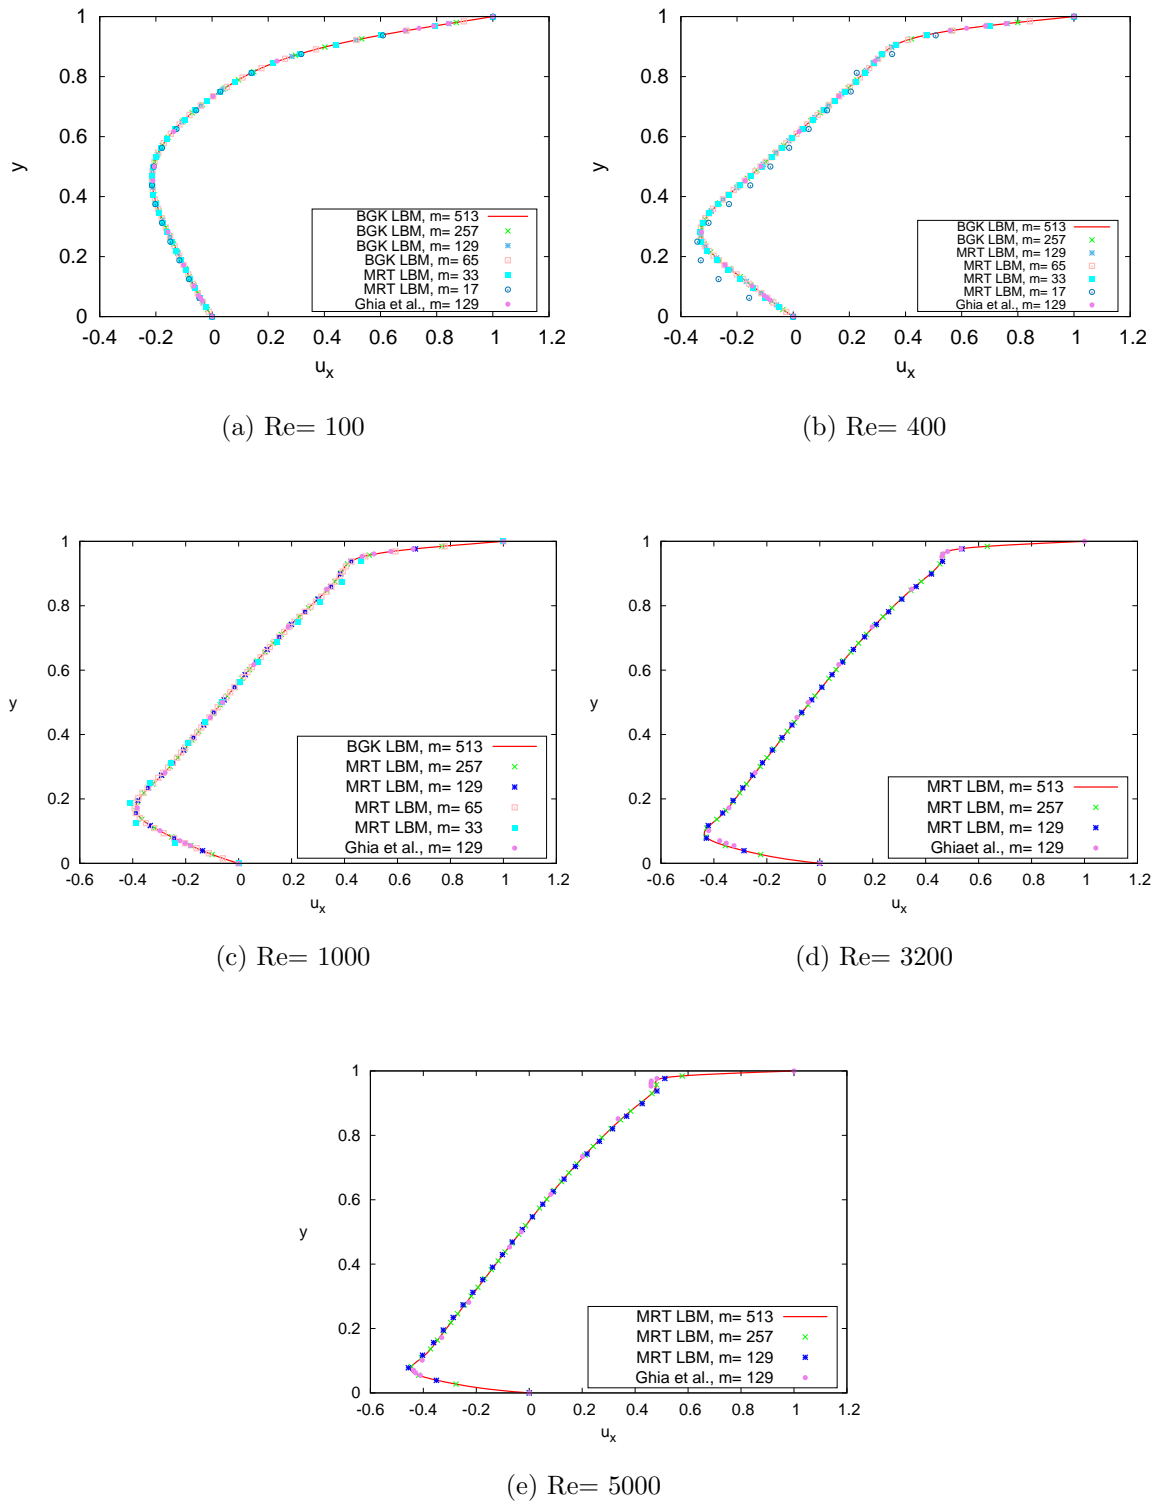 1
0.8
0.6
y
0.4
0.2
0
BGK LBM, m= 513
BGK LBM, m= 257
BGK LBM, m= 129
BGK LBM, m= 65
MRT LBM, m= 33
MRT LBM, m= 17
Ghia et al., m= 129
-0.4 -0.2 0 0.2 0.4 0.6 0.8 1 1.2
u_x
(a) Re= 100
1
0.8
0.6
y
0.4
0.2
0
BGK LBM, m= 513
BGK LBM, m= 257
MRT LBM, m= 129
MRT LBM, m= 65
MRT LBM, m= 33
MRT LBM, m= 17
Ghia et al., m= 129
-0.4 -0.2 0 0.2 0.4 0.6 0.8 1 1.2
u_x
(b) Re= 400
1
0.8
0.6
y
0.4
0.2
0
BGK LBM, m= 513
MRT LBM, m= 257
MRT LBM, m= 129
MRT LBM, m= 65
MRT LBM, m= 33
Ghia et al., m= 129
-0.6 -0.4 -0.2 0 0.2 0.4 0.6 0.8 1 1.2
u_x
(c) Re= 1000
1
0.8
0.6
y
0.4
0.2
0
MRT LBM, m= 513
MRT LBM, m= 257
MRT LBM, m= 129
Ghiaet al., m= 129
-0.6 -0.4 -0.2 0 0.2 0.4 0.6 0.8 1 1.2
u_x
(d) Re= 3200
1
0.8
0.6
y
0.4
0.2
0
MRT LBM, m= 513
MRT LBM, m= 257
MRT LBM, m= 129
Ghia et al., m= 129
-0.6 -0.4 -0.2 0 0.2 0.4 0.6 0.8 1 1.2
u_x
(e) Re= 5000